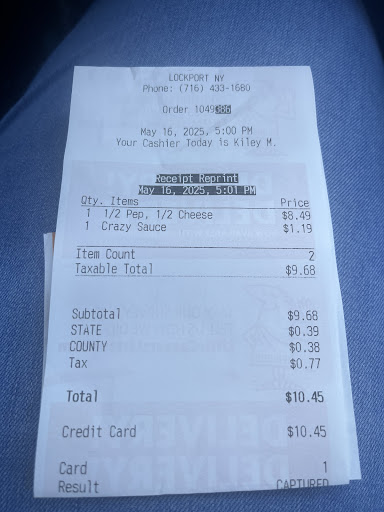 LOCKPORT NY
Phone: (716) 433-1680
Order 1049386
May 16, 2025, 5:00 PM
Your Cashier Today is Kiley M.
Receipt Reprint
May 16, 2025, 5:01 PM
Qty. Items Price
1 1/2 Pep, 1/2 Cheese $8.49
1 Crazy Sauce $1.19
Item Count 2
Taxable Total $9.68
Subtotal $9.68
STATE $0.39
COUNTY $0.38
Tax $0.77
Total $10.45
Credit Card $10.45
Card 1
Result CAPTURED